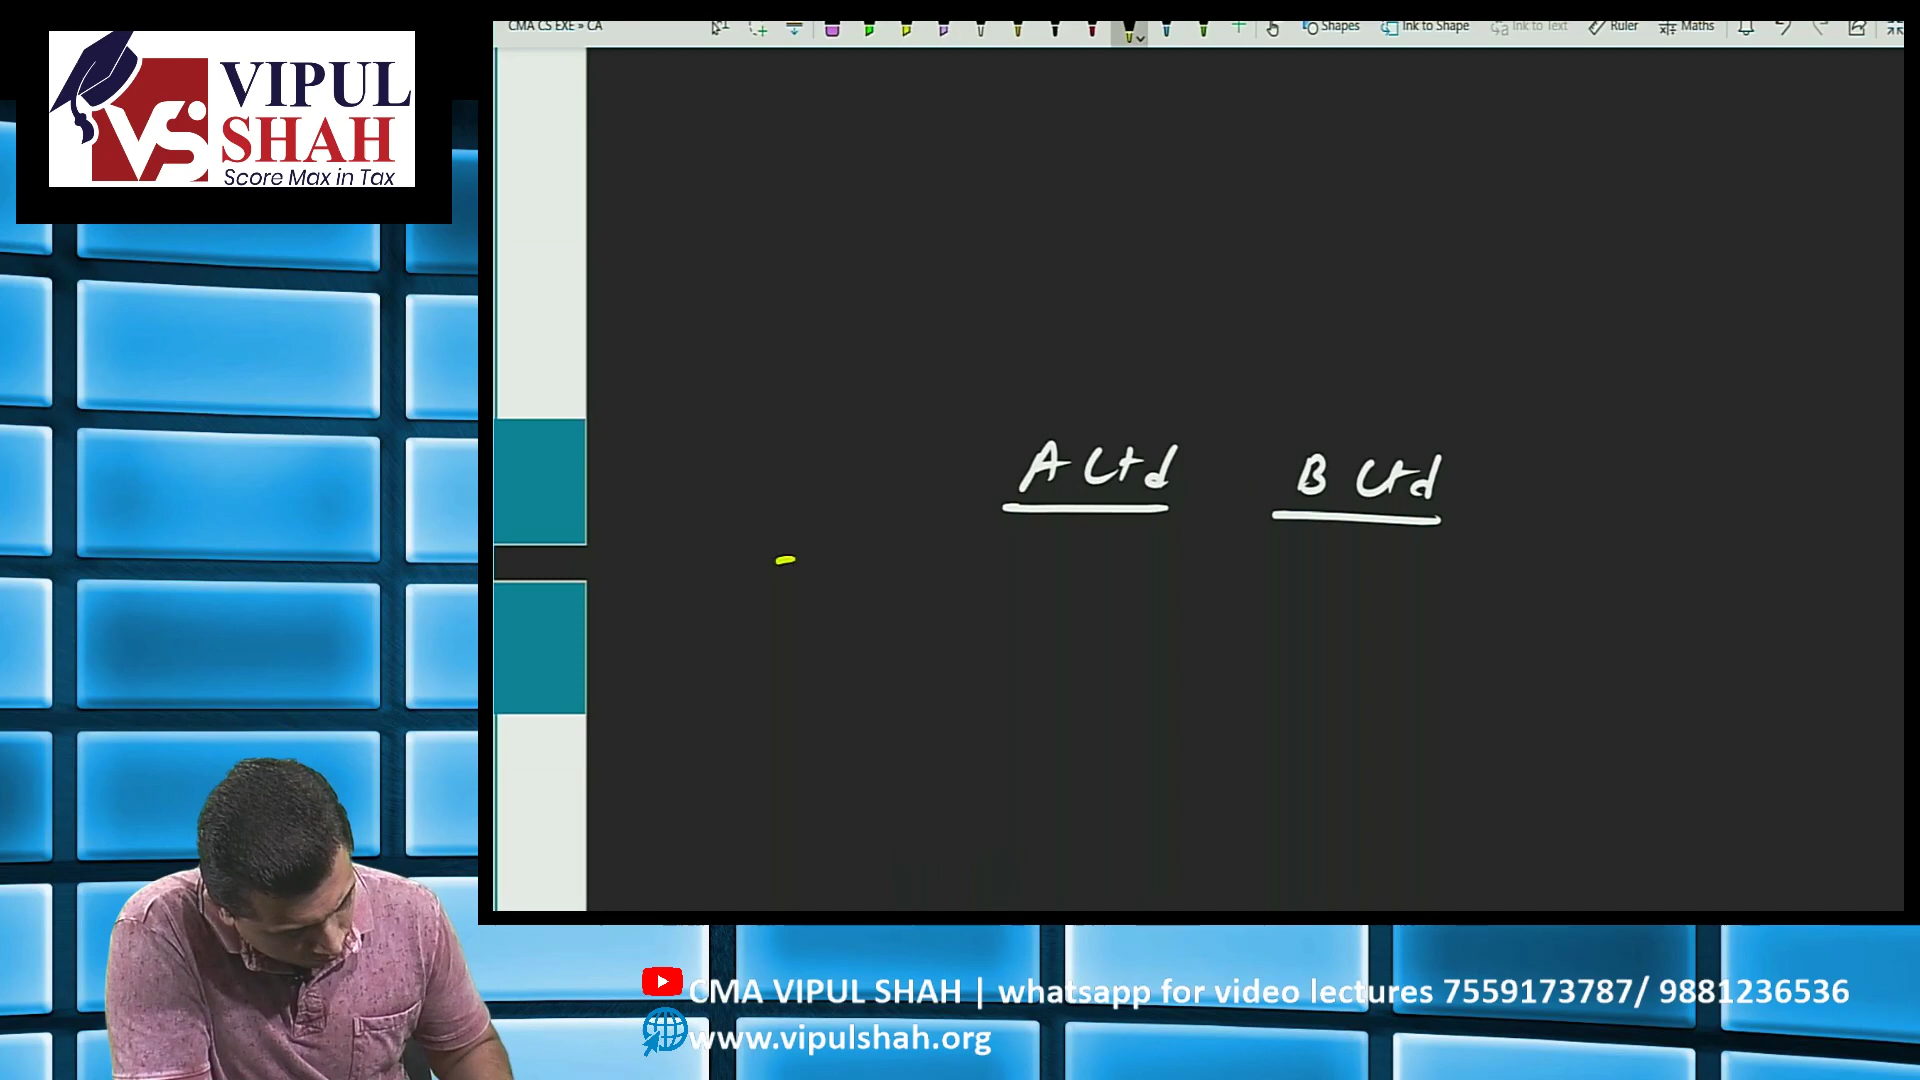 VIPUL
SHAH
Score Max in Tax
VS
CMA CS EXE » CA
Shapes
Ink to Shape
Ink to Text
Ruler
Maths
A Ltd
B Ltd
CMA VIPUL SHAH | whatsapp for video lectures 7559173787/ 9881236536
www.vipulshah.org